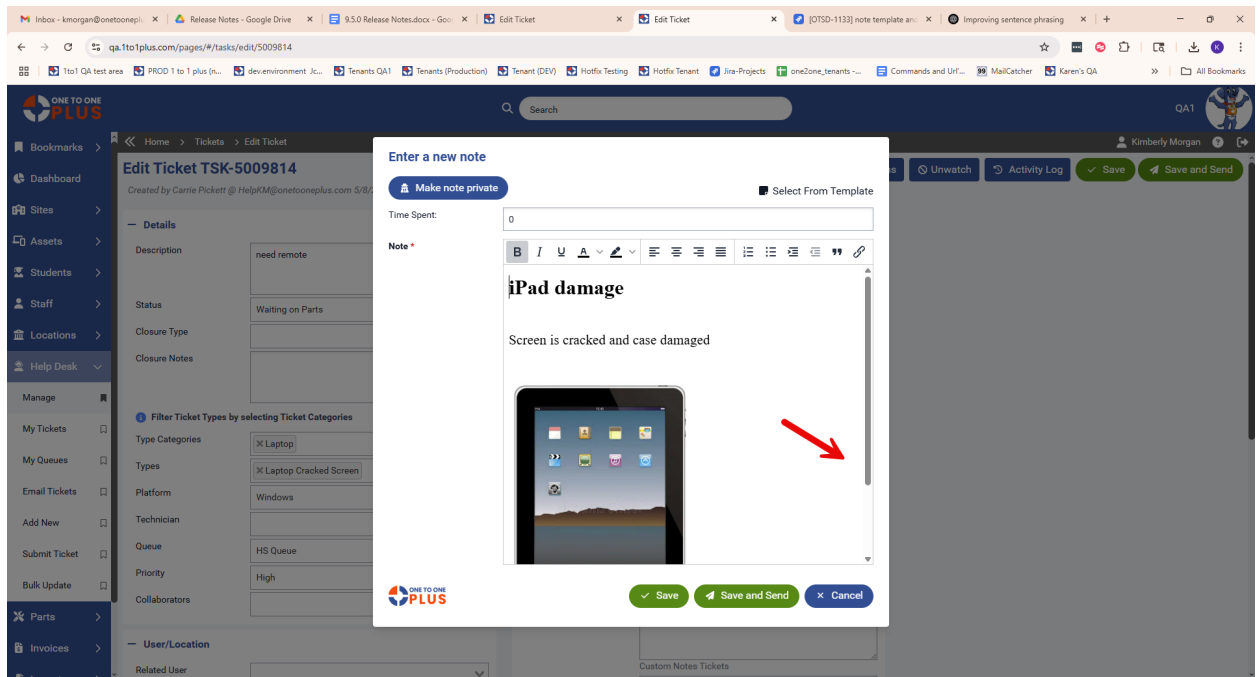 Inbox - kmorgan@onetooneplu
Release Notes - Google Drive
9.5.0 Release Notes.docx - Goo
Edit Ticket
Edit Ticket
[OTSD-1133] note template and
Improving sentence phrasing
qa.1to1plus.com/pages/#/tasks/edit/5009814
1to1 QA test area
PROD 1 to 1 plus (n...
dev.environment Jc...
Tenants QA1
Tenants (Production)
Tenant (DEV)
Hotfix Testing
Hotfix Tenant
Jira-Projects
oneZone_tenants -...
Commands and Url'...
MailCatcher
Karen's QA
All Bookmarks
ONE TO ONE
PLUS
Search
QA1
Bookmarks
Dashboard
Sites
Assets
Students
Staff
Locations
Help Desk
Manage
My Tickets
My Queues
Email Tickets
Add New
Submit Ticket
Bulk Update
Parts
Invoices
Home > Tickets > Edit Ticket
Kimberly Morgan
Edit Ticket TSK-5009814
Created by Carrie Pickett @ HelpKM@onetooneplus.com 5/8/
Unwatch
Activity Log
Save
Save and Send
Details
Description
need remote
Status
Waiting on Parts
Closure Type
Closure Notes
Filter Ticket Types by selecting Ticket Categories
Type Categories
Laptop
Types
Laptop Cracked Screen
Platform
Windows
Technician
Queue
HS Queue
Priority
High
Collaborators
User/Location
Related User
Custom Notes Tickets
Enter a new note
Make note private
Select From Template
Time Spent:
0
Note *
B I U A
iPad damage
Screen is cracked and case damaged
ONE TO ONE
PLUS
Save
Save and Send
Cancel